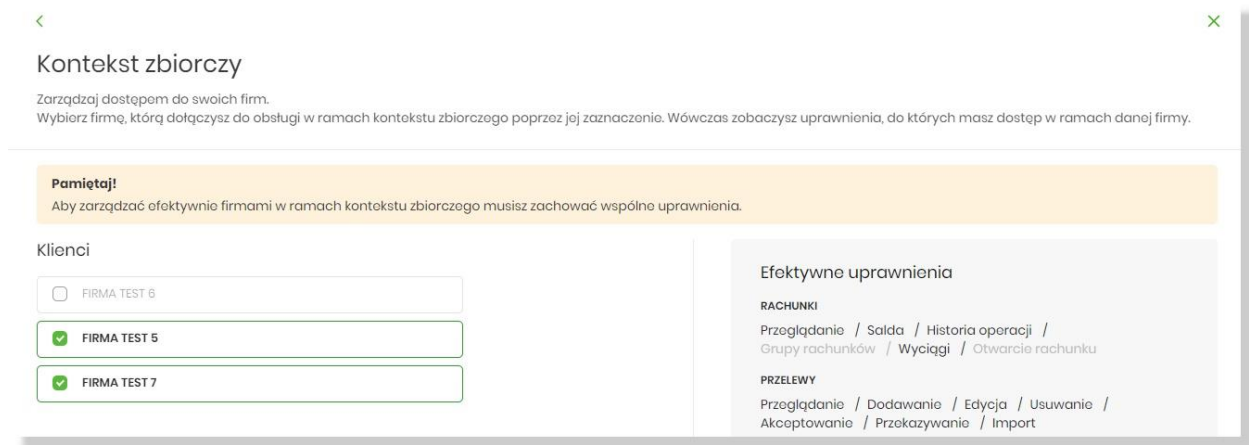 Kontekst zbiorczy
Zarządzaj dostępem do swoich firm.
Wybierz firmę, którą dołączysz do obsługi w ramach kontekstu zbiorczego poprzez jej zaznaczenie. Wówczas zobaczysz uprawnienia, do których masz dostęp w ramach danej firmy.
Pamiętaj!
Aby zarządzać efektywnie firmami w ramach kontekstu zbiorczego musisz zachować wspólne uprawnienia.
Klienci
FIRMA TEST 6
FIRMA TEST 5
FIRMA TEST 7
Efektywne uprawnienia
RACHUNKI
Przeglądanie / Salda / Historia operacji /
Grupy rachunków / Wyciągi / Otwarcie rachunku
PRZELEWY
Przeglądanie / Dodawanie / Edycja / Usuwanie /
Akceptowanie / Przekazywanie / Import